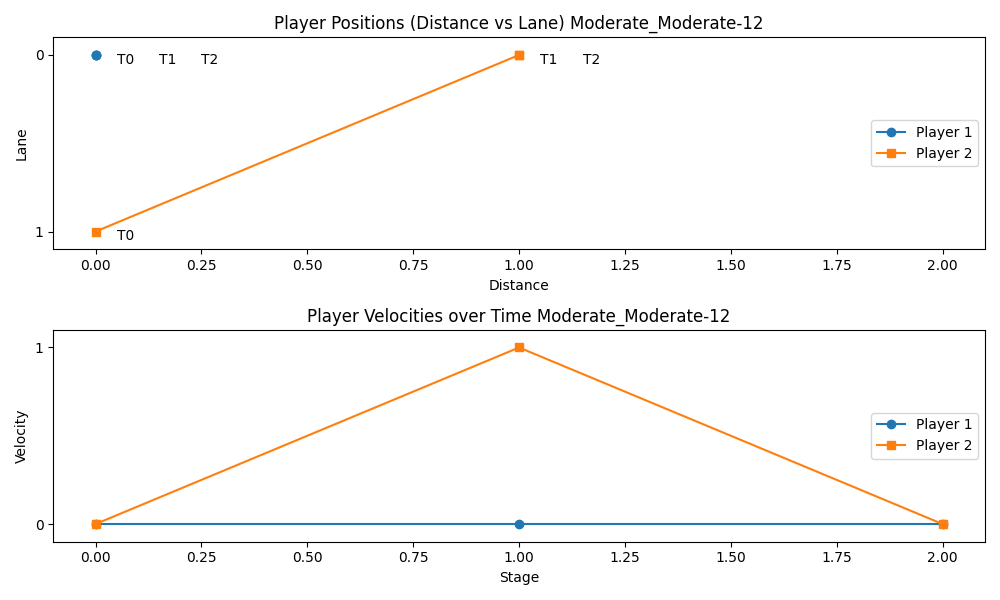 Player Positions (Distance vs Lane) Moderate_Moderate-12
0
T0 T1 T2
T1 T2
Lane
Player 1
Player 2
1
T0
0.00 0.25 0.50 0.75 1.00 1.25 1.50 1.75 2.00
Distance
Player Velocities over Time Moderate_Moderate-12
1
Velocity
Player 1
Player 2
0
0.00 0.25 0.50 0.75 1.00 1.25 1.50 1.75 2.00
Stage